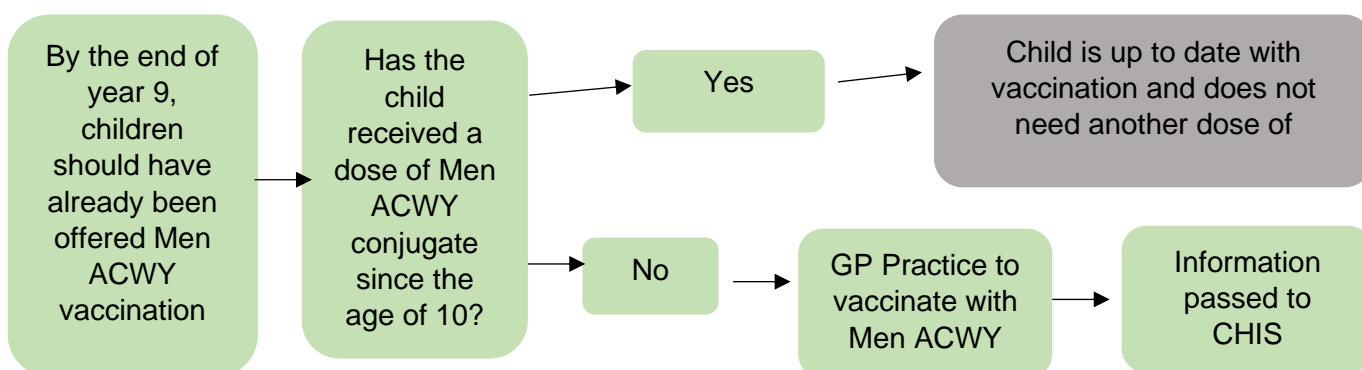 By the end of
year 9,
children
should have
already been
offered Men
ACWY
vaccination
Has the
child
received a
dose of Men
ACWY
conjugate
since the
age of 10?
Yes
Child is up to date with
vaccination and does not
need another dose of
No
GP Practice to
vaccinate with
Men ACWY
Information
passed to
CHIS